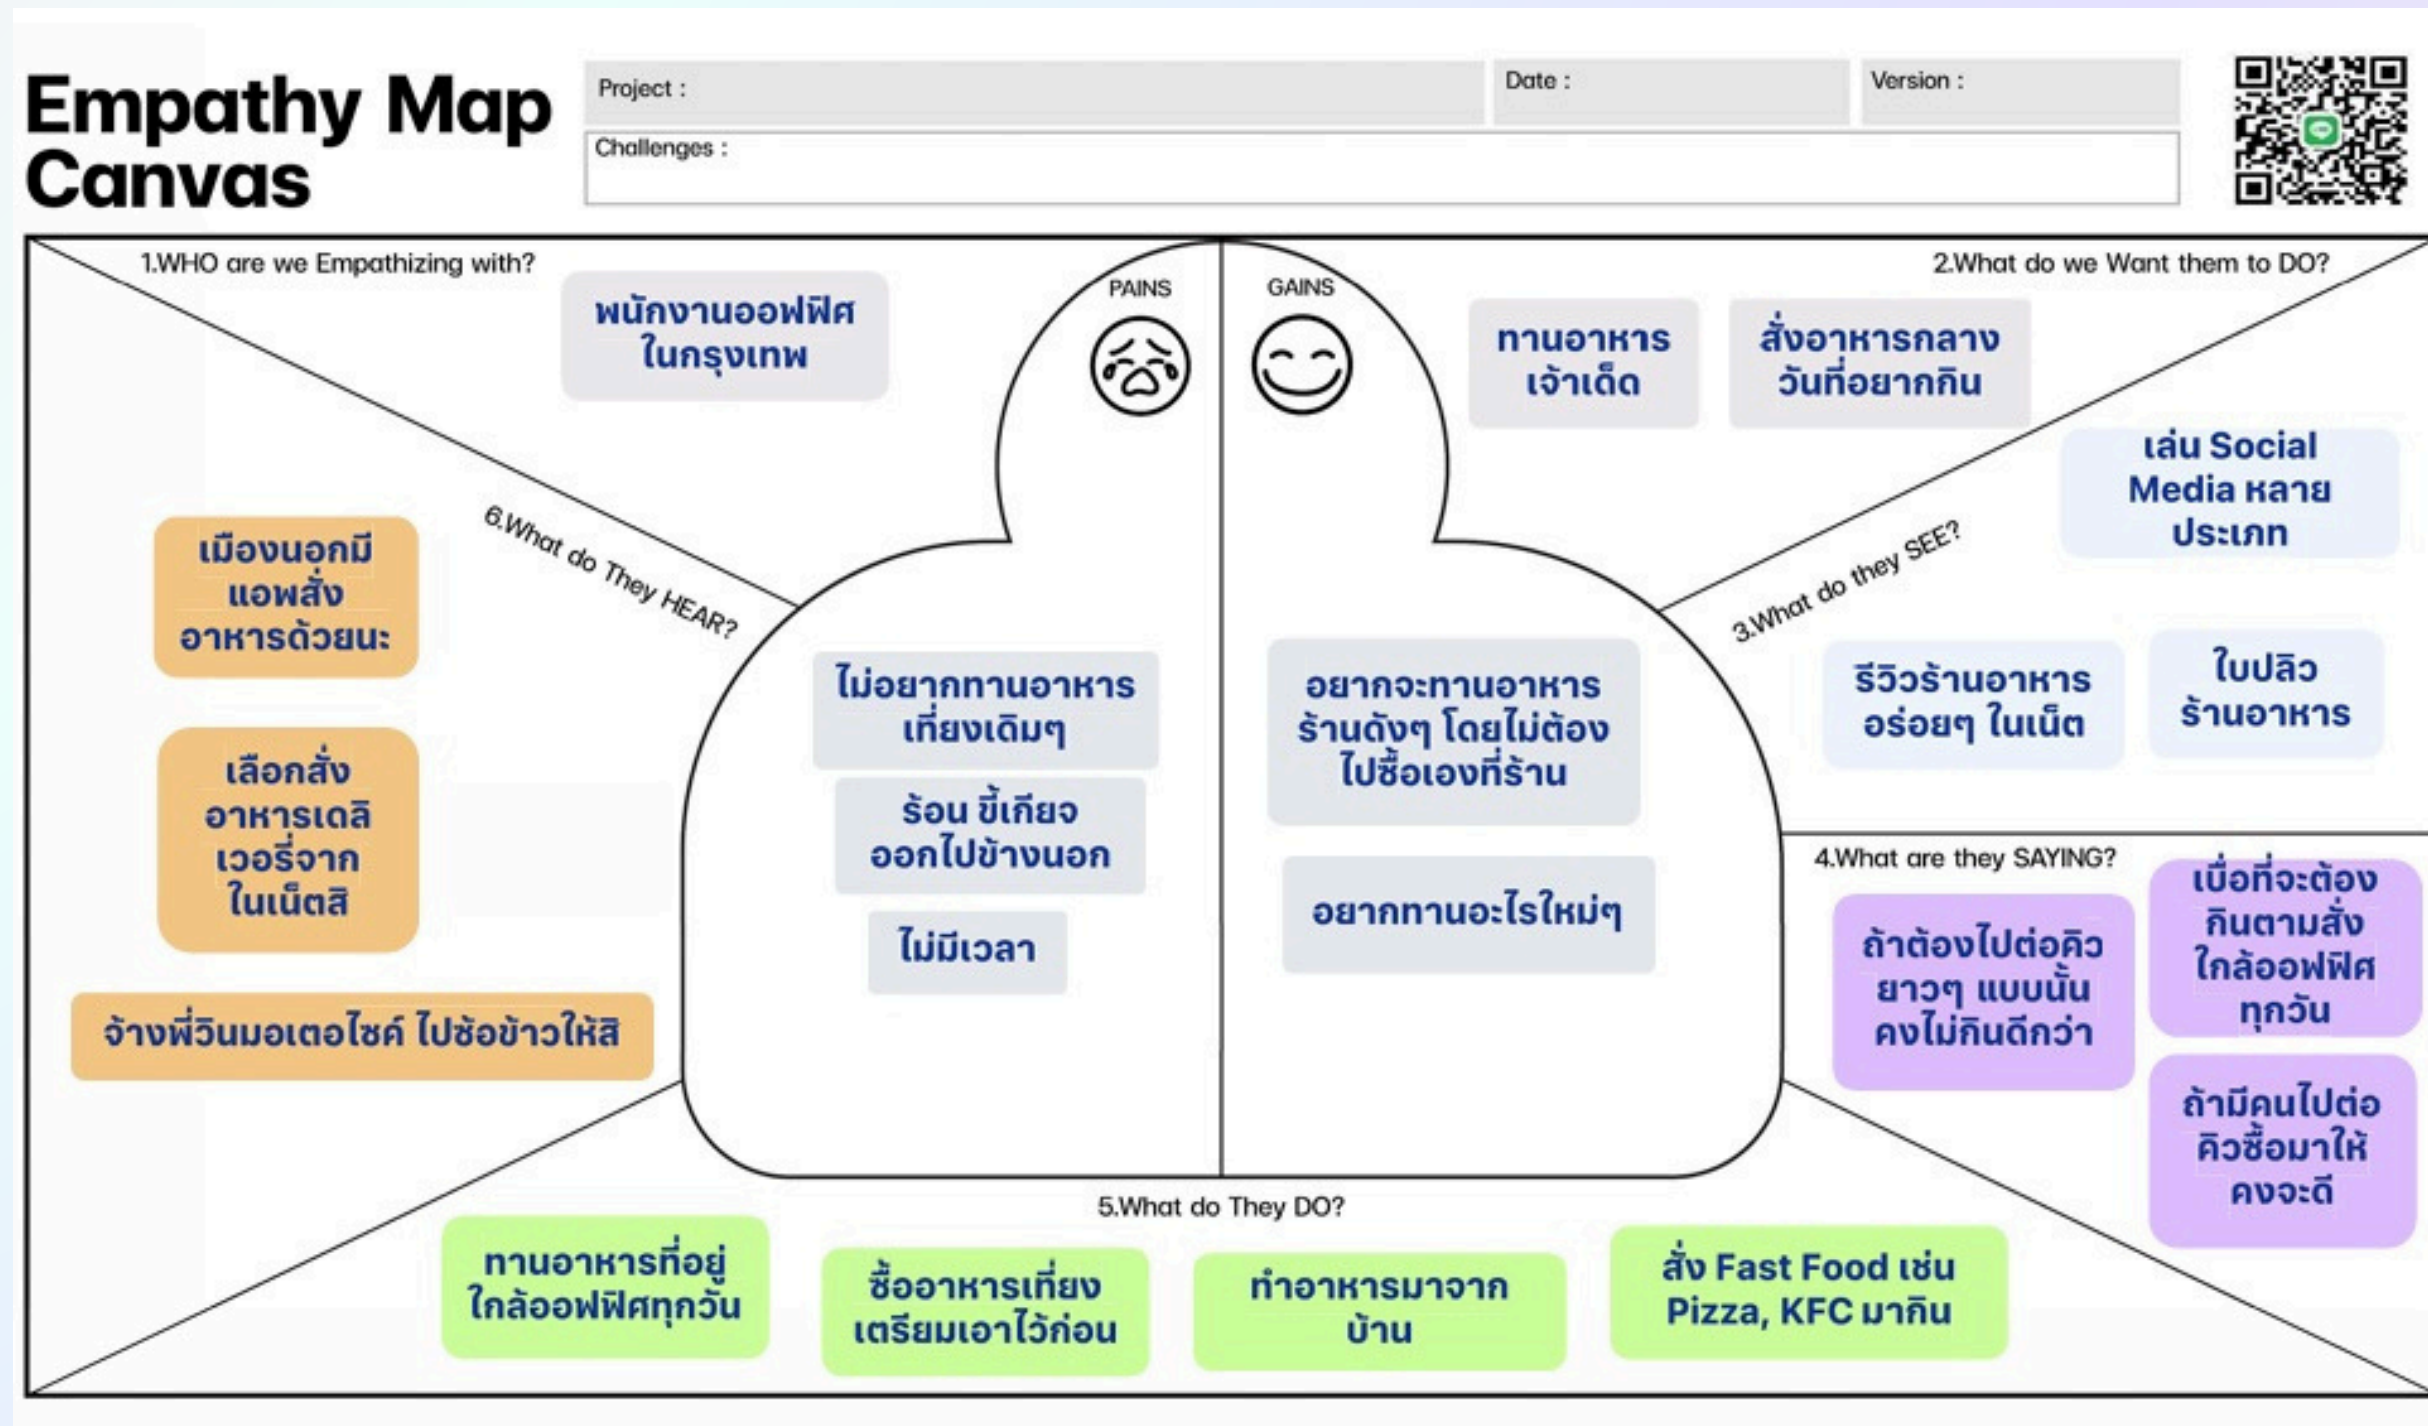 Empathy Map
Canvas
Project :
Date :
Version :
Challenges :
1.WHO are we Empathizing with?
พนักงานออฟฟิศ
ในกรุงเทพ
PAINS
GAINS
2.What do we Want them to DO?
ทานอาหาร
เจ้าเด็ด
สั่งอาหารกลาง
วันที่อยากกิน
3.What do they SEE?
เล่น Social
Media หลาย
ประเภท
รีวิวร้านอาหาร
อร่อยๆ ในเน็ต
ใบปลิว
ร้านอาหาร
6.What do They HEAR?
เมืองนอกมี
แอพสั่ง
อาหารด้วยนะ
เลือกสั่ง
อาหารเดลิ
เวอรี่จาก
ในเน็ตสิ
จ้างพี่วินมอเตอไซค์ ไปซ้อข้าวให้สิ
ไม่อยากทานอาหาร
เที่ยงเดิมๆ
ร้อน ขี้เกียจ
ออกไปข้างนอก
ไม่มีเวลา
อยากจะทานอาหาร
ร้านดังๆ โดยไม่ต้อง
ไปซื้อเองที่ร้าน
อยากทานอะไรใหม่ๆ
4.What are they SAYING?
ถ้าต้องไปต่อคิว
ยาวๆ แบบนั้น
คงไม่กินดีกว่า
เบื่อที่จะต้อง
กินตามสั่ง
ใกล้ออฟฟิศ
ทุกวัน
ถ้ามีคนไปต่อ
คิวซื้อมาให้
คงจะดี
5.What do They DO?
ทานอาหารที่อยู่
ใกล้ออฟฟิศทุกวัน
ซื้ออาหารเที่ยง
เตรียมเอาไว้ก่อน
ทำอาหารมาจาก
บ้าน
สั่ง Fast Food เช่น
Pizza, KFC มากิน